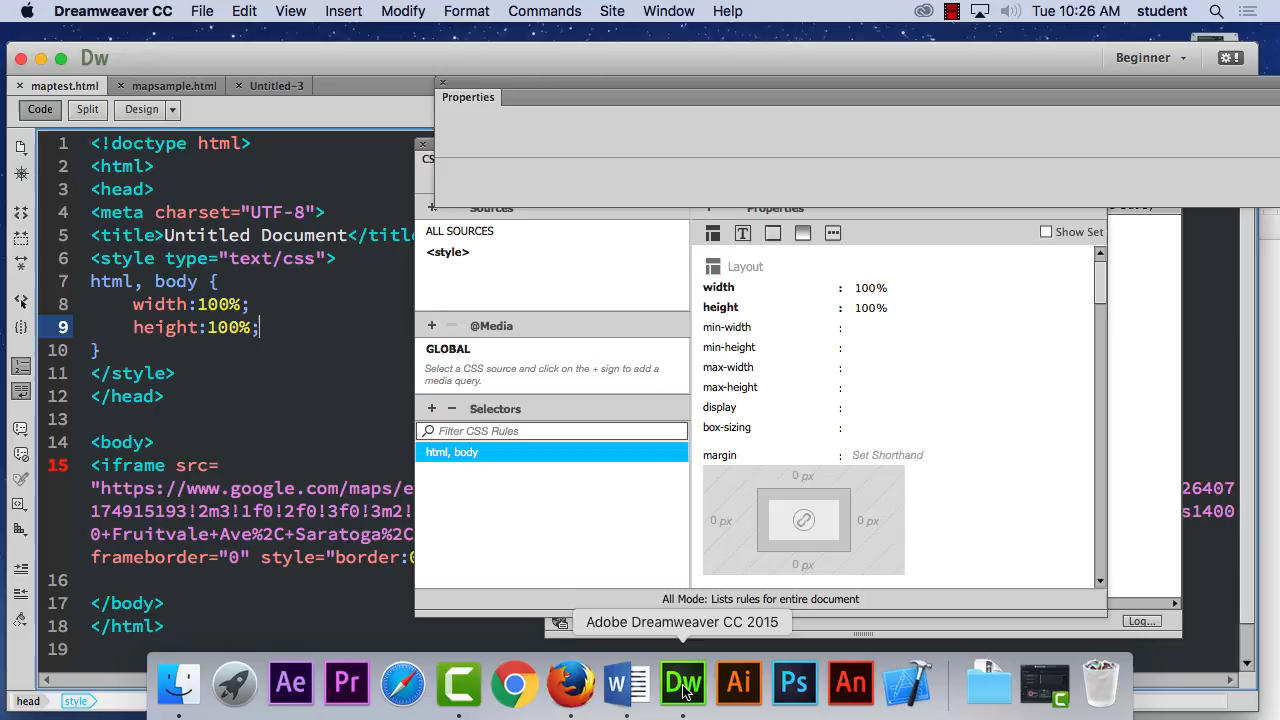 Dreamweaver CC File Edit View Insert Modify Format Commands Site Window Help Tue 10:26 AM student
Dw Beginner
maptest.html mapsample.html Untitled-3
Code Split Design
Properties
1 <!doctype html>
2 <html>
3 <head>
4 <meta charset="UTF-8">
5 <title>Untitled Document</title
6 <style type="text/css">
7 html, body {
8 width:100%;
9 height:100%;
10 }
11 </style>
12 </head>
13
14 <body>
15 <iframe src=
"https://www.google.com/maps/e 26407
174915193!2m3!1f0!2f0!3f0!3m2! s1400
0+Fruitvale+Ave%2C+Saratoga%2C
frameborder="0" style="border:0
16
17 </body>
18 </html>
19
CS
Sources
ALL SOURCES
<style>
@Media
GLOBAL
Select a CSS source and click on the + sign to add a
media query.
Selectors
Filter CSS Rules
html, body
Properties
Show Set
Layout
width : 100%
height : 100%
min-width :
min-height :
max-width :
max-height :
display :
box-sizing :
margin : Set Shorthand
0 px
0 px 0 px
0 px
All Mode: Lists rules for entire document
Log...
Adobe Dreamweaver CC 2015
Ae Pr W Dw Ai Ps An
head style